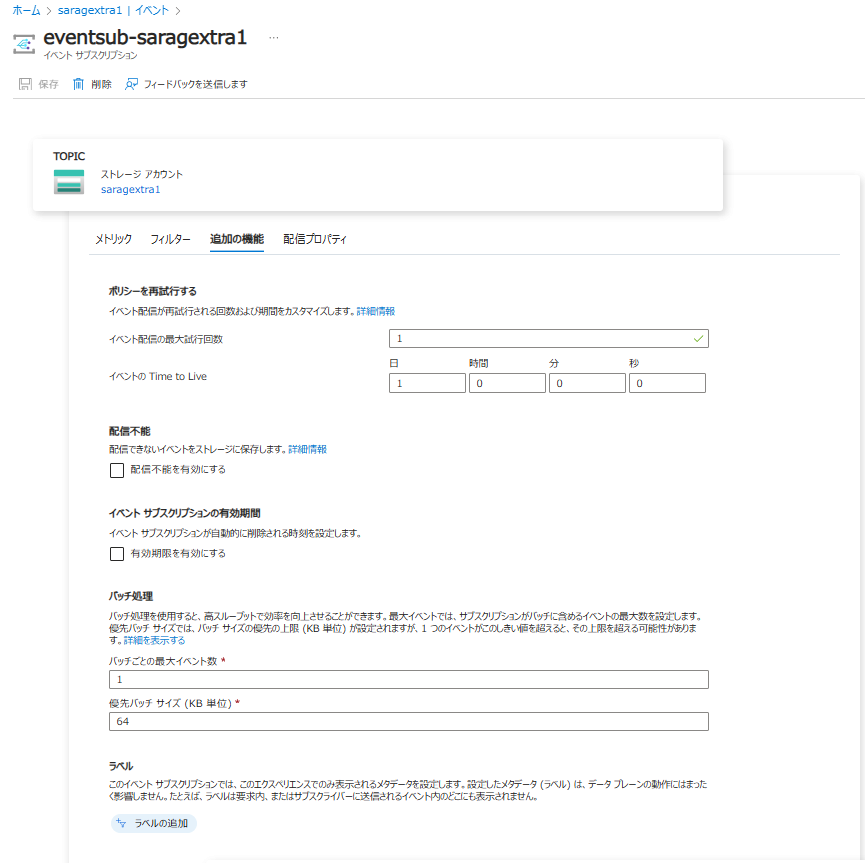 ホーム > saragextra1 | イベント >
eventsub-saragextra1 ...
イベント サブスクリプション
保存 削除 フィードバックを送信します
TOPIC
ストレージ アカウント
saragextra1
メトリック フィルター 追加の機能 配信プロパティ
ポリシーを再試行する
イベント配信が再試行される回数および期間をカスタマイズします。詳細情報
イベント配信の最大試行回数 1
日 時間 分 秒
イベントの Time to Live 1 0 0 0
配信不能
配信できないイベントをストレージに保存します。詳細情報
配信不能を有効にする
イベント サブスクリプションの有効期間
イベント サブスクリプションが自動的に削除される時刻を設定します。
有効期限を有効にする
バッチ処理
バッチ処理を使用すると、高スループットで効率を向上させることができます。最大イベントでは、サブスクリプションがバッチに含めるイベントの最大数を設定します。
優先バッチ サイズでは、バッチ サイズの優先の上限 (KB 単位) が設定されますが、1 つのイベントがこのしきい値を超えると、その上限を超える可能性がありま
す。詳細を表示する
バッチごとの最大イベント数 *
1
優先バッチ サイズ (KB 単位) *
64
ラベル
このイベント サブスクリプションでは、このエクスペリエンスでのみ表示されるメタデータを設定します。設定したメタデータ (ラベル) は、データ プレーンの動作にはまった
く影響しません。たとえば、ラベルは要求内、またはサブスクライバーに送信されるイベント内のどこにも表示されません。
ラベルの追加